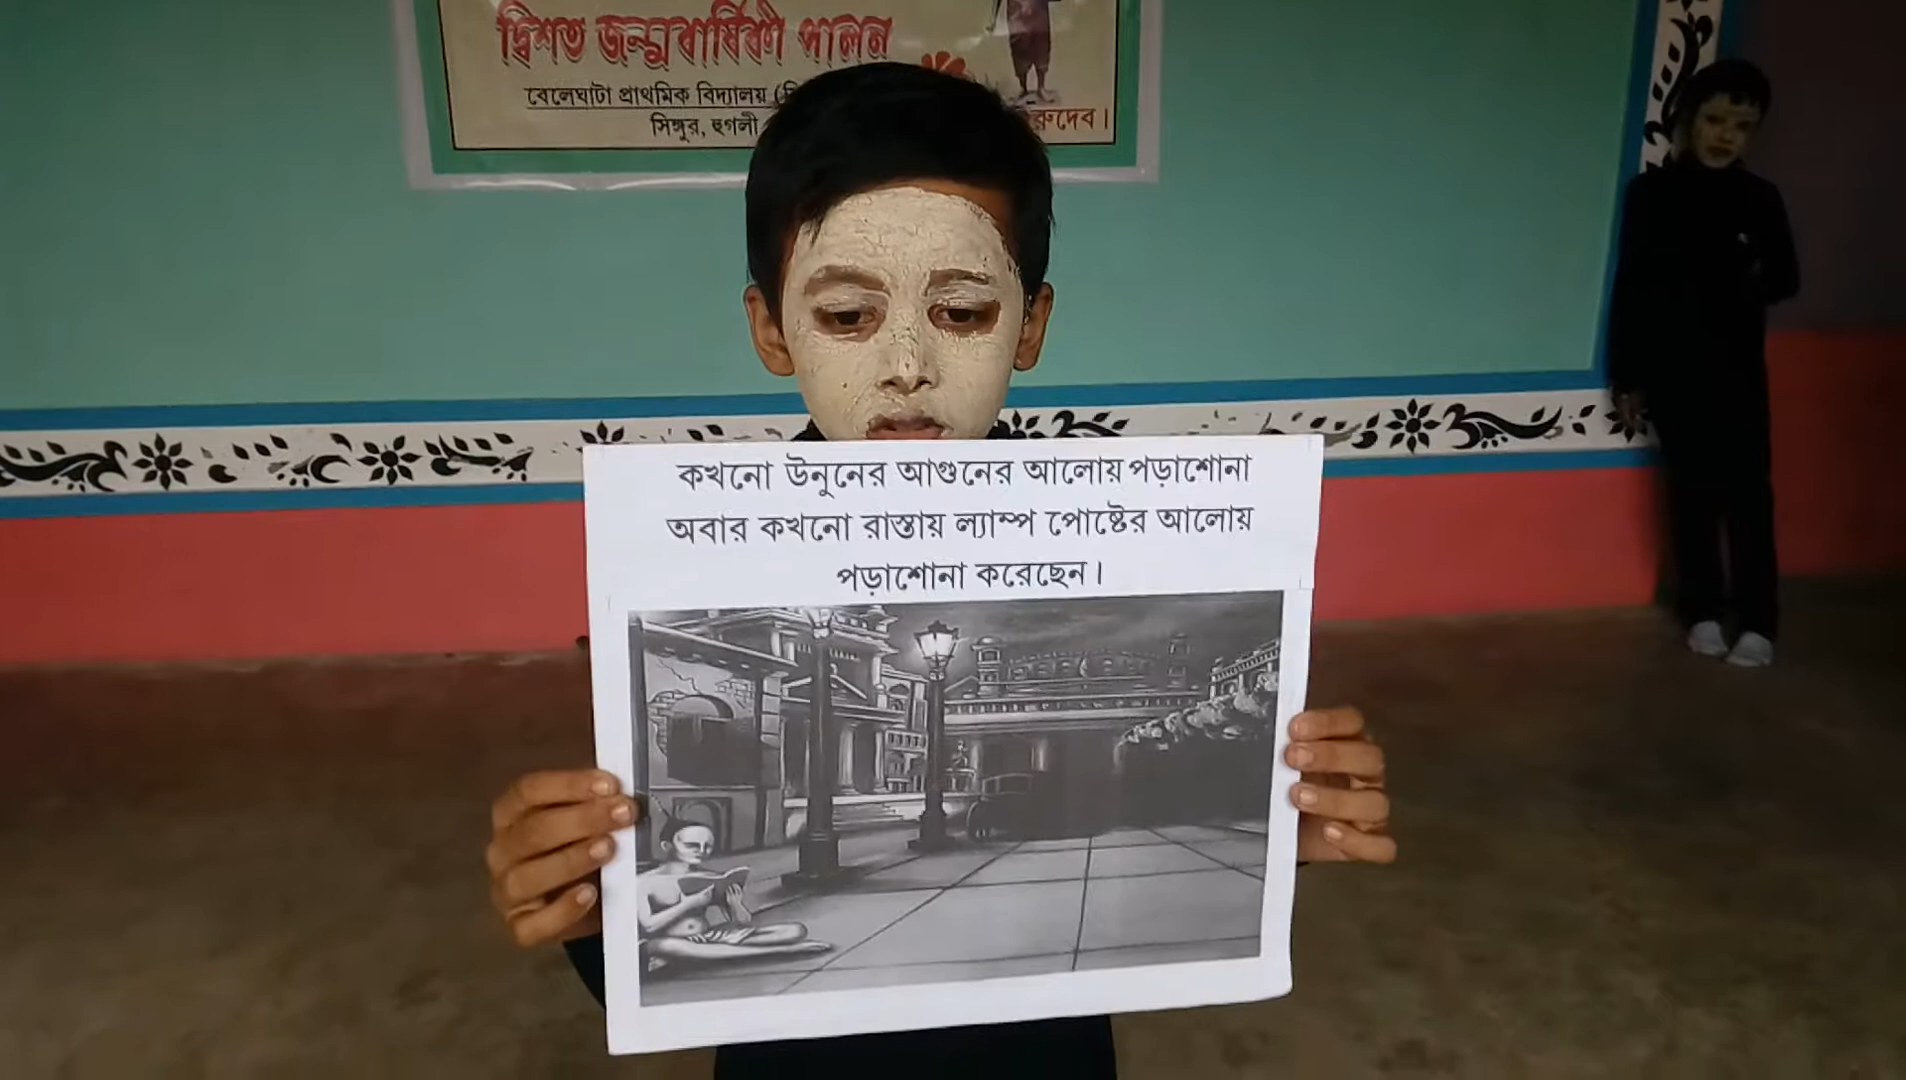 দ্বিশত জন্মবার্ষিকী পালন
বেলেঘাটা প্রাথমিক বিদ্যালয়
সিঙ্গুর, হুগলী
রুদেব।
কখনো উনুনের আগুনের আলোয় পড়াশোনা
অবার কখনো রাস্তায় ল্যাম্প পোষ্টের আলোয়
পড়াশোনা করেছেন।